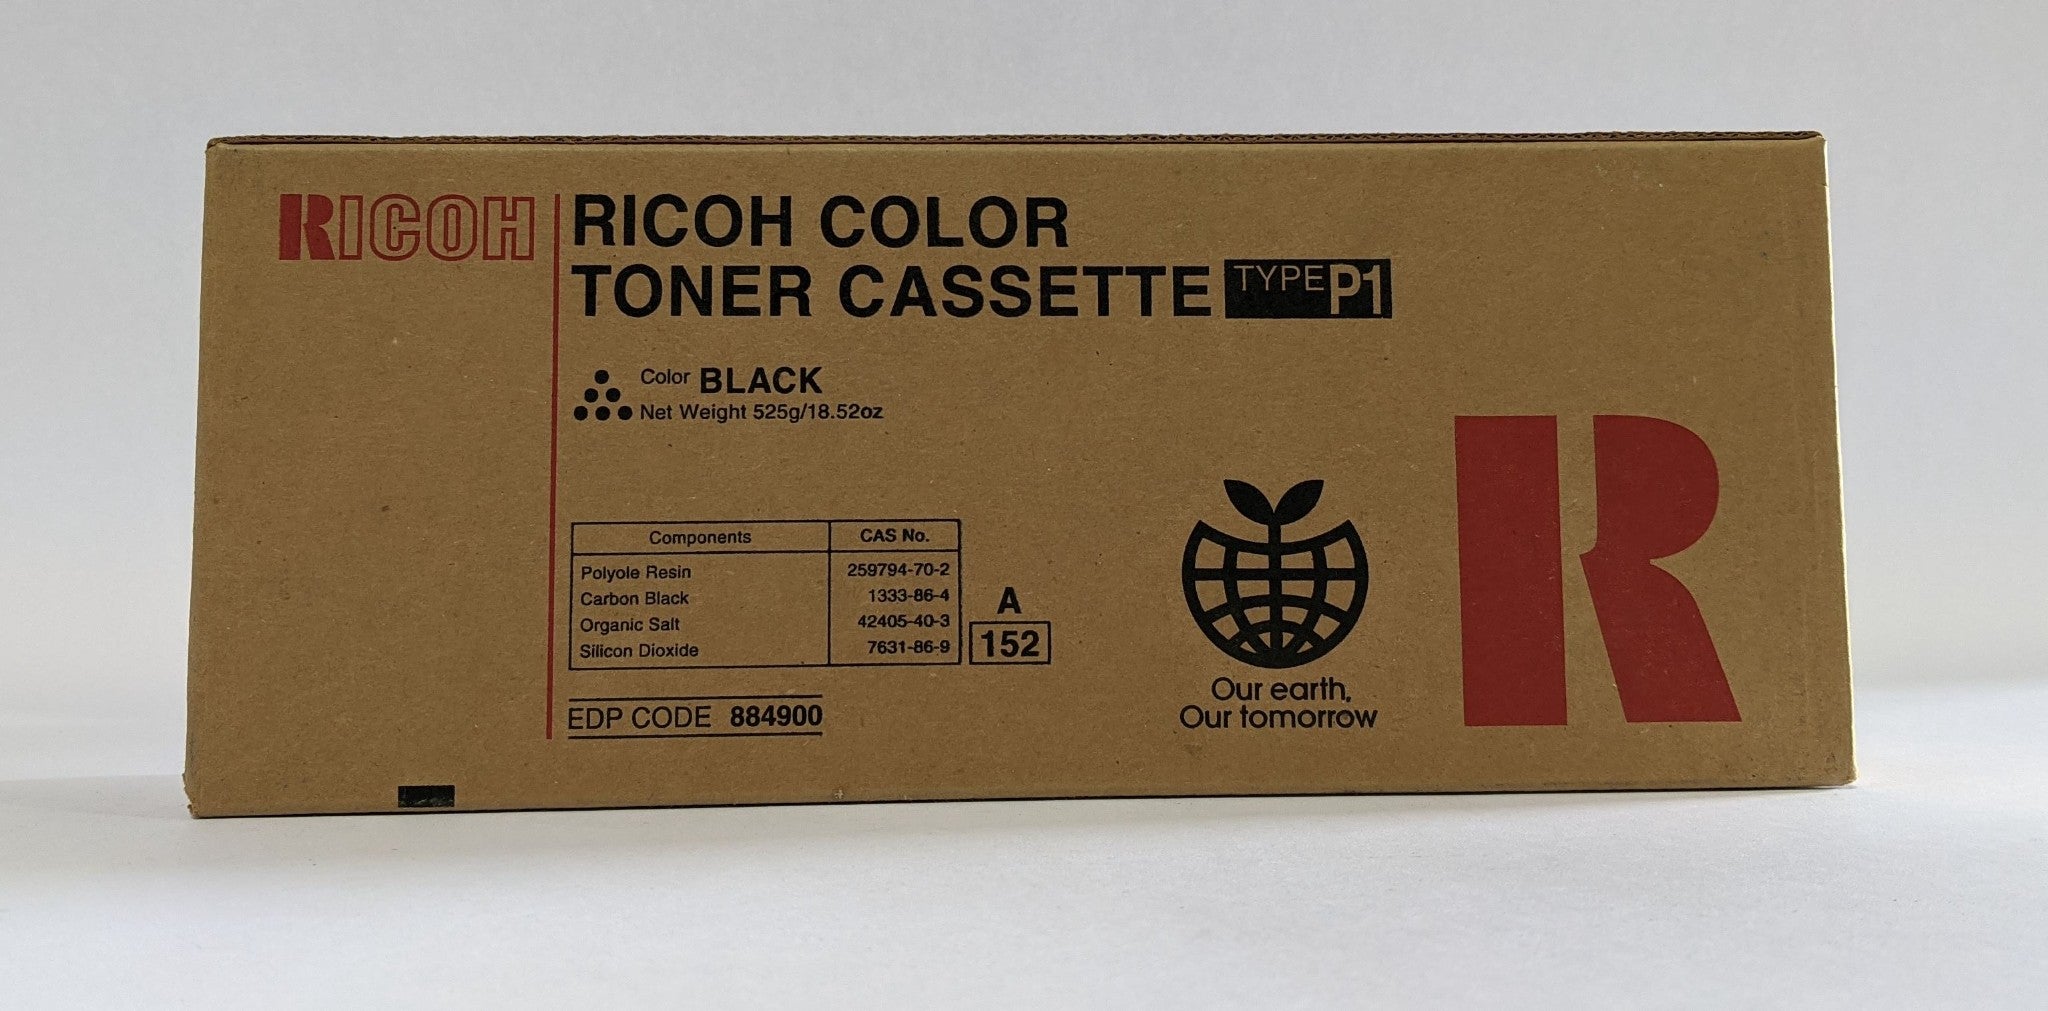 RICOH
RICOH COLOR
TONER CASSETTE TYPE P1
Color BLACK
Net Weight 525g/18.52oz
Components CAS No.
Polyole Resin 259794-70-2
Carbon Black 1333-86-4
Organic Salt 42405-40-3
Silicon Dioxide 7631-86-9
A
152
EDP CODE 884900
Our earth,
Our tomorrow
R